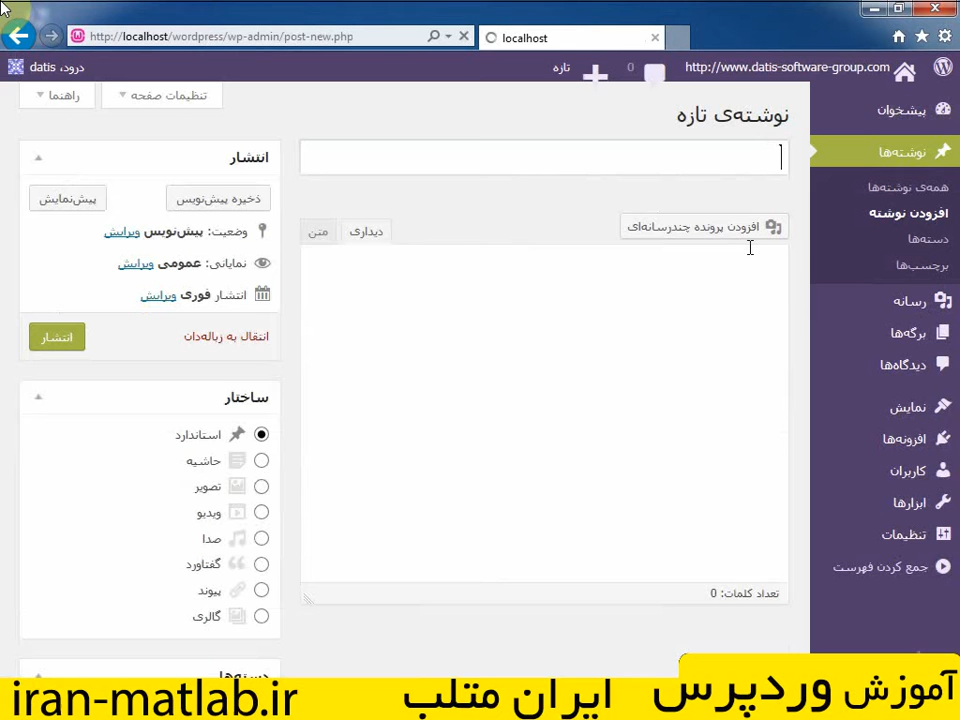 http://localhost/wordpress/wp-admin/post-new.php
localhost
http://www.datis-software-group.com
0
تازه
درود، datis
پیشخوان
نوشته‌ها
همه‌ی نوشته‌ها
افزودن نوشته
دسته‌ها
برچسب‌ها
رسانه
برگه‌ها
دیدگاه‌ها
نمایش
افزونه‌ها
کاربران
ابزارها
تنظیمات
جمع کردن فهرست
تنظیمات صفحه
راهنما
نوشته‌ی تازه
افزودن پرونده چندرسانه‌ای
دیداری
متن
تعداد کلمات: 0
انتشار
ذخیره پیش‌نویس
پیش‌نمایش
وضعیت: پیش‌نویس ویرایش
نمایانی: عمومی ویرایش
انتشار فوری ویرایش
انتقال به زباله‌دان
انتشار
ساختار
استاندارد
حاشیه
تصویر
ویدیو
صدا
گفتاورد
پیوند
گالری
دسته‌ها
آموزش وردپرس
ایران متلب
iran-matlab.ir